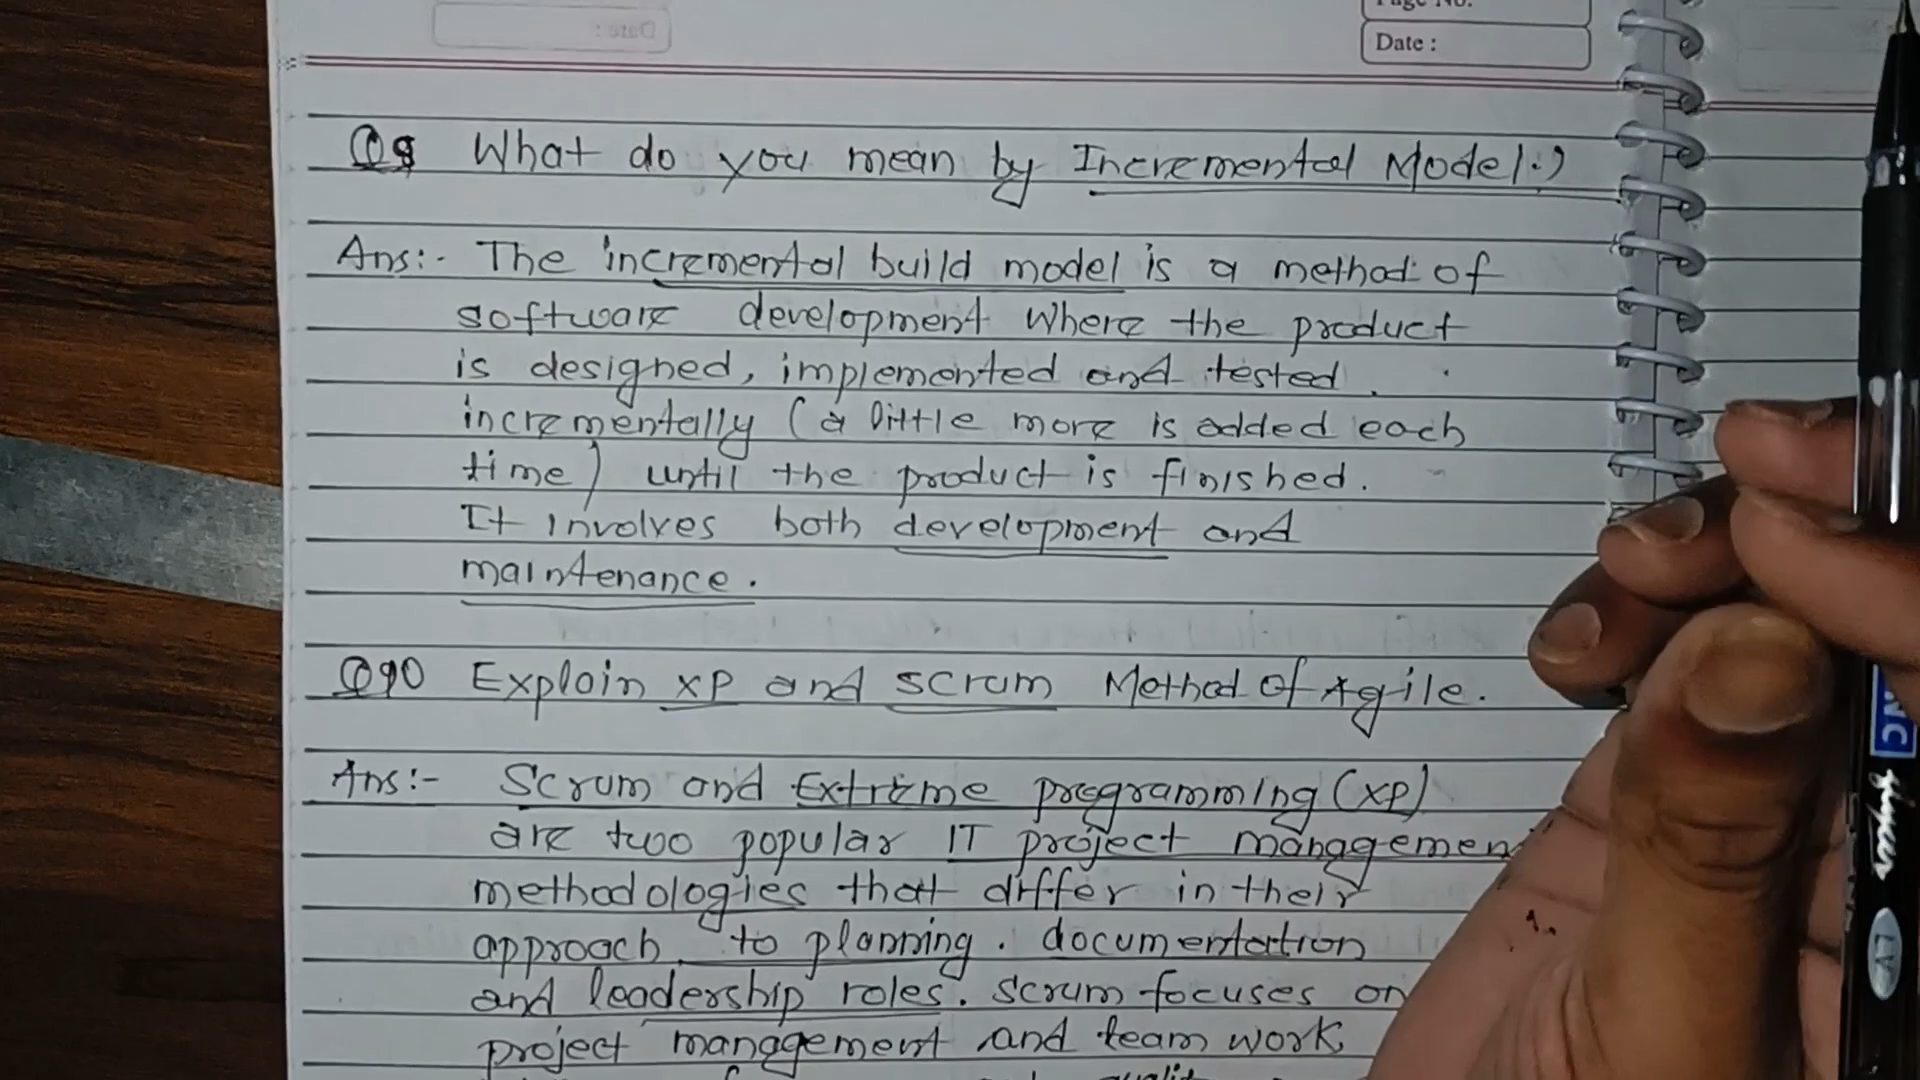 Page No.
Date :
Q9 What do you mean by Incremental Model?
Ans:- The incremental build model is a method of
software development where the product
is designed, implemented and tested
incrementally (a little more is added each
time) until the product is finished.
It involves both development and
maintenance.
Q10 Explain XP and scrum Method of Agile.
Ans:- Scrum and Extreme programming (XP)
are two popular IT project managemen
methodologies that differ in their
approach to planning. documentation
and leadership roles. Scrum focuses on
project management and team work,